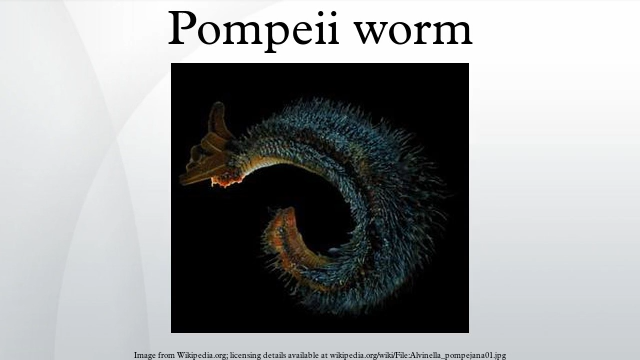 Pompeii worm
Image from Wikipedia.org; licensing details available at wikipedia.org/wiki/File:Alvinella_pompejana01.jpg